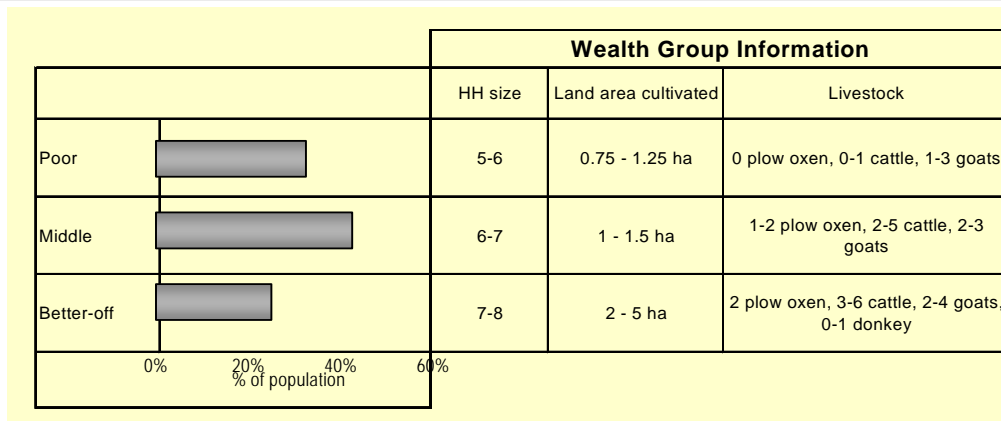 Wealth Group Information
HH size
Land area cultivated
Livestock
Poor
5-6
0.75 - 1.25 ha
0 plow oxen, 0-1 cattle, 1-3 goats
Middle
6-7
1 - 1.5 ha
1-2 plow oxen, 2-5 cattle, 2-3
goats
Better-off
7-8
2 - 5 ha
2 plow oxen, 3-6 cattle, 2-4 goats,
0-1 donkey
0% 20% 40% 60%
% of population